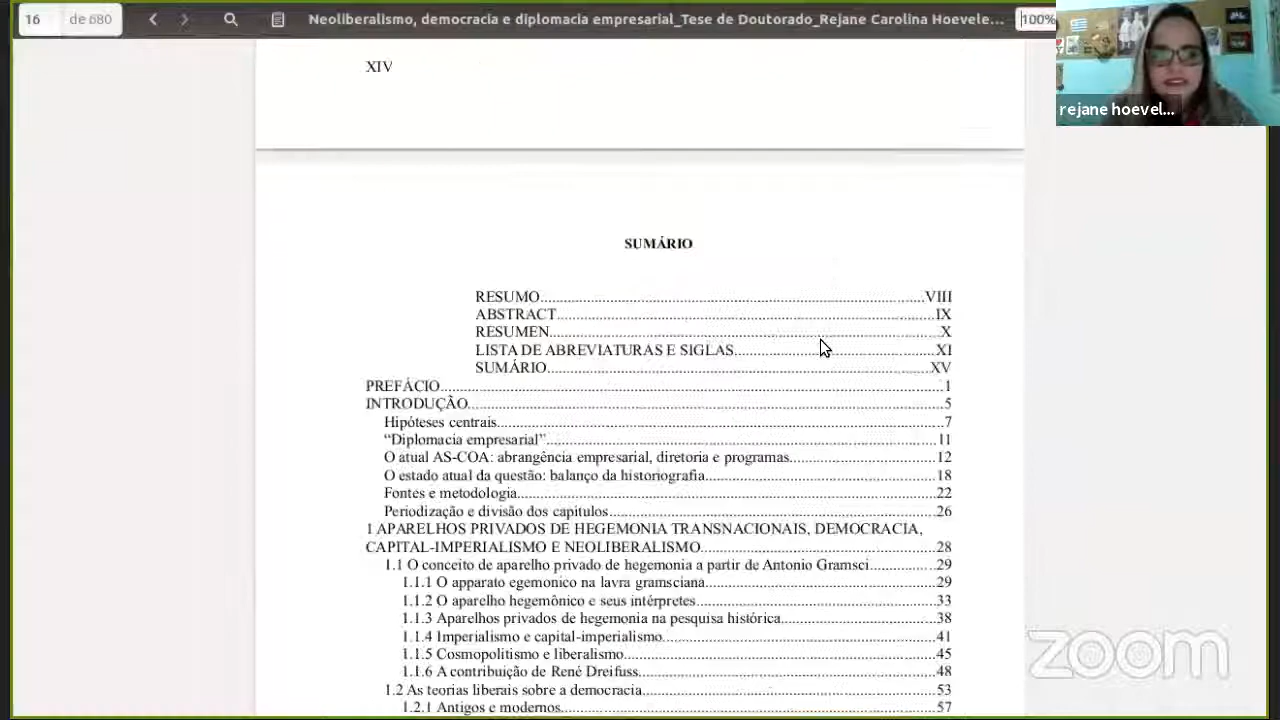 16 de 680 Neoliberalismo, democracia e diplomacia empresarial_Tese de Doutorado_Rejane Carolina Hoevele... 100%
rejane hoevel...
XIV
SUMÁRIO
RESUMO VIII
ABSTRACT IX
RESUMEN X
LISTA DE ABREVIATURAS E SIGLAS XI
SUMÁRIO XV
PREFÁCIO 1
INTRODUÇÃO 5
Hipóteses centrais 7
“Diplomacia empresarial” 11
O atual AS-COA: abrangência empresarial, diretoria e programas 12
O estado atual da questão: balanço da historiografia 18
Fontes e metodologia 22
Periodização e divisão dos capítulos 26
1 APARELHOS PRIVADOS DE HEGEMONIA TRANSNACIONAIS, DEMOCRACIA,
CAPITAL-IMPERIALISMO E NEOLIBERALISMO 28
1.1 O conceito de aparelho privado de hegemonia a partir de Antonio Gramsci 29
1.1.1 O apparato egemonico na lavra gramsciana 29
1.1.2 O aparelho hegemônico e seus intérpretes 33
1.1.3 Aparelhos privados de hegemonia na pesquisa histórica 38
1.1.4 Imperialismo e capital-imperialismo 41
1.1.5 Cosmopolitismo e liberalismo 45
1.1.6 A contribuição de René Dreifuss 48
1.2 As teorias liberais sobre a democracia 53
1.2.1 Antigos e modernos 57
zoom